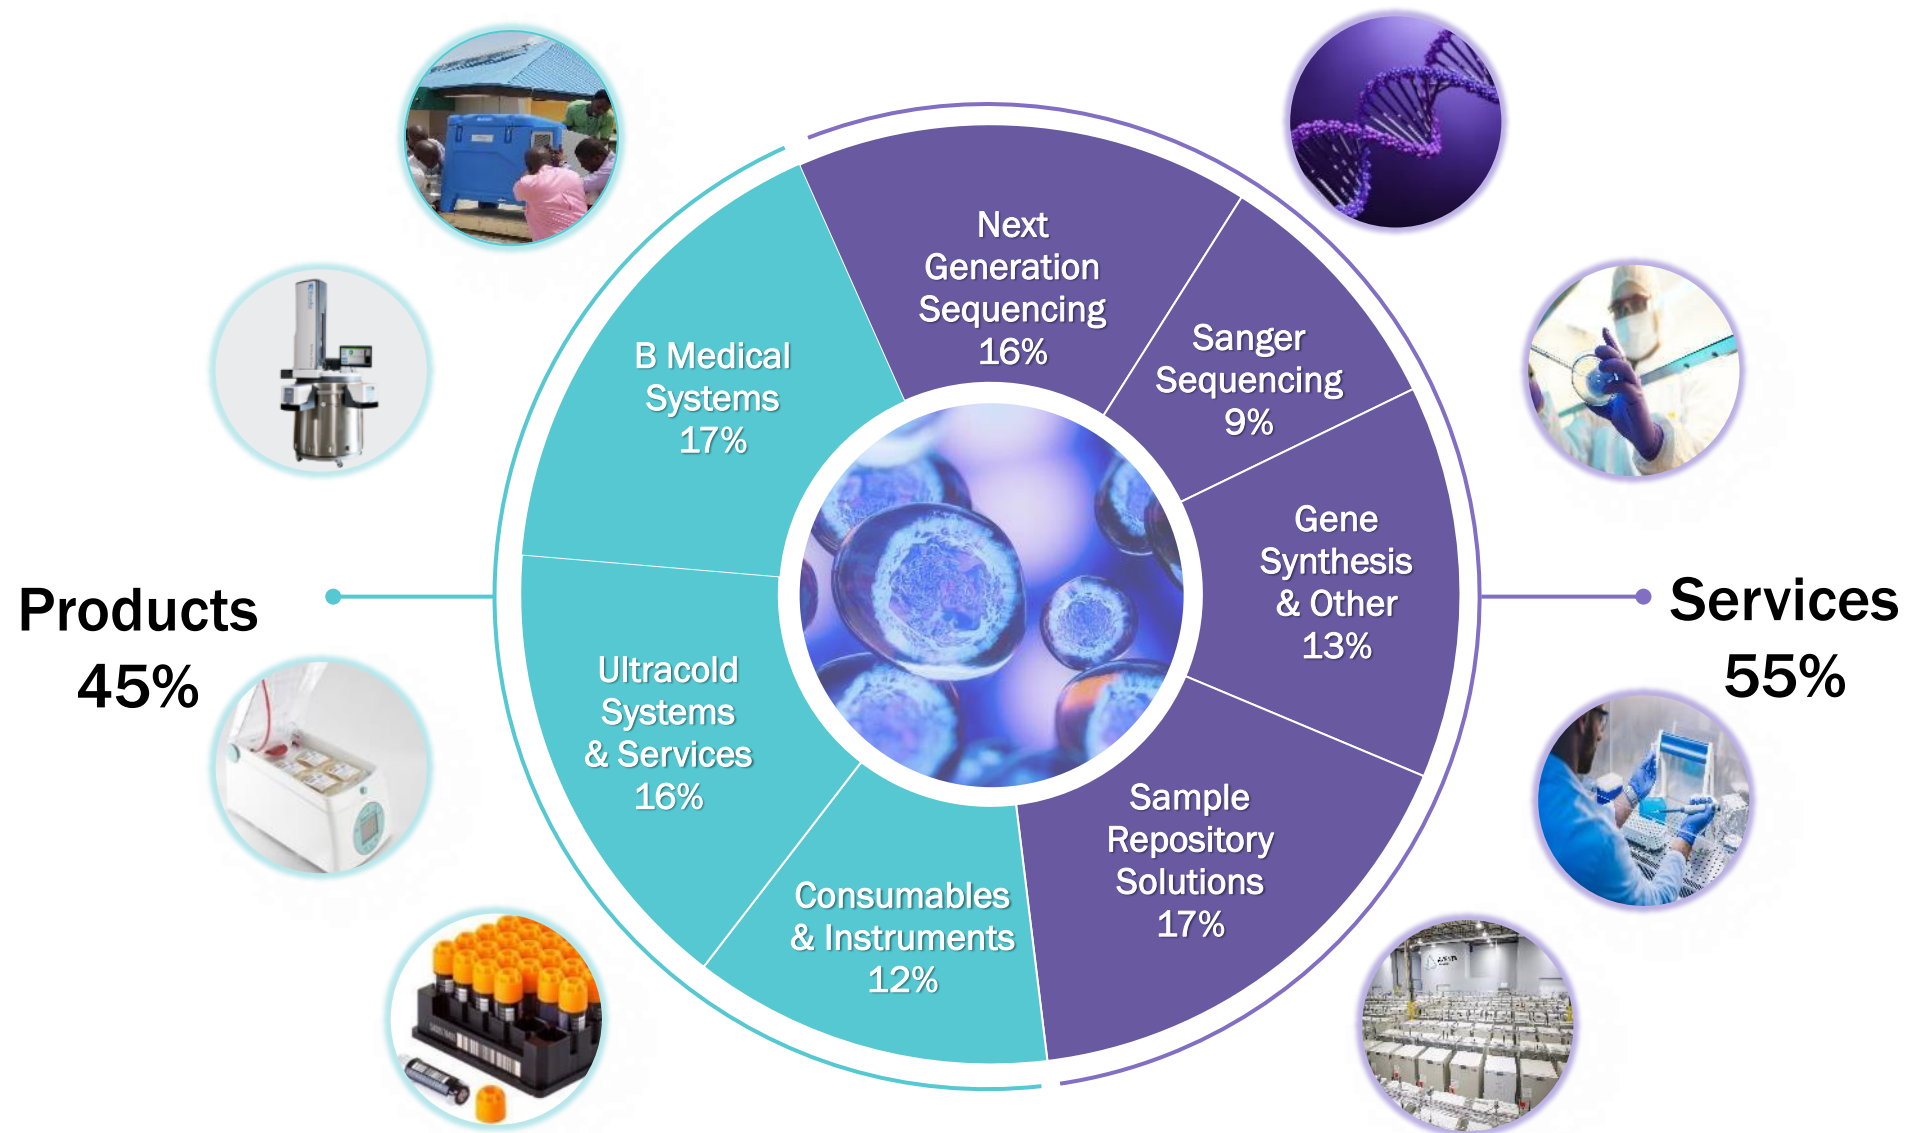 Next
Generation
Sequencing
16%
Sanger
Sequencing
9%
Gene
Synthesis
& Other
13%
Sample
Repository
Solutions
17%
Consumables
& Instruments
12%
Ultracold
Systems
& Services
16%
B Medical
Systems
17%
Products
45%
Services
55%